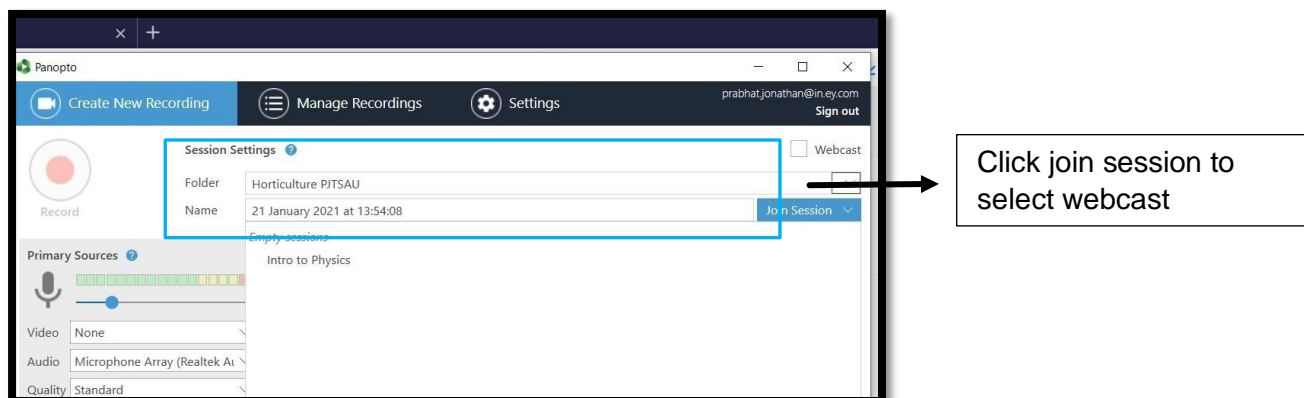 Panopto
Create New Recording Manage Recordings Settings prabhat.jonathan@in.ey.com
Sign out
Session Settings Webcast
Folder Horticulture PJTSAU
Record Name 21 January 2021 at 13:54:08 Join Session
Empty sessions
Intro to Physics
Primary Sources
Video None
Audio Microphone Array (Realtek Au
Quality Standard
Click join session to
select webcast